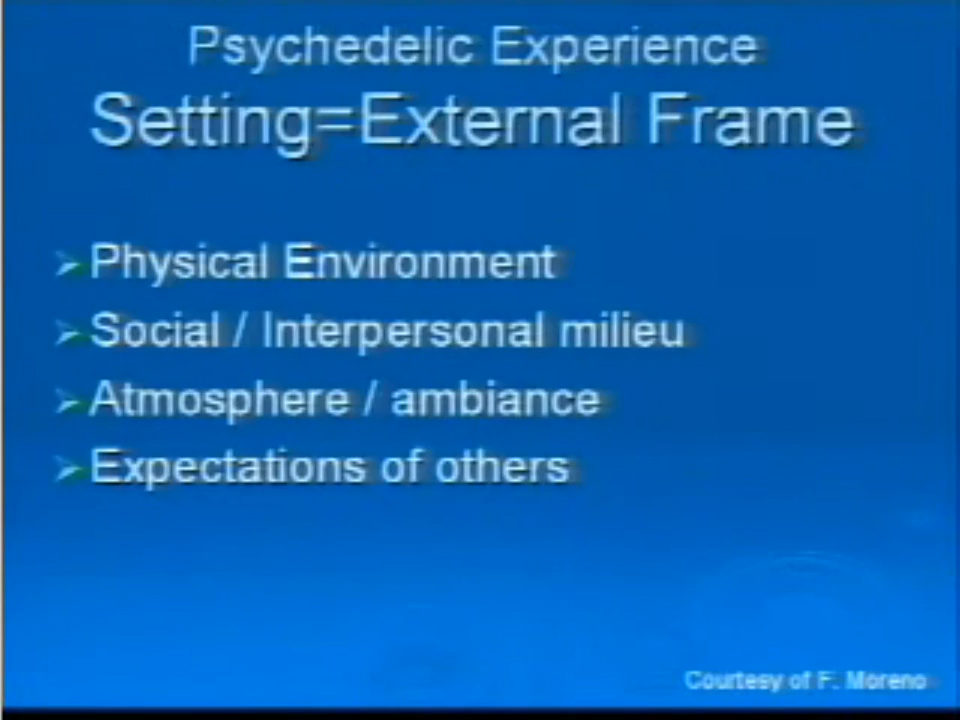 Psychedelic Experience
Setting=External Frame
➢Physical Environment
➢Social / Interpersonal milieu
➢Atmosphere / ambiance
➢Expectations of others
Courtesy of F. Moreno